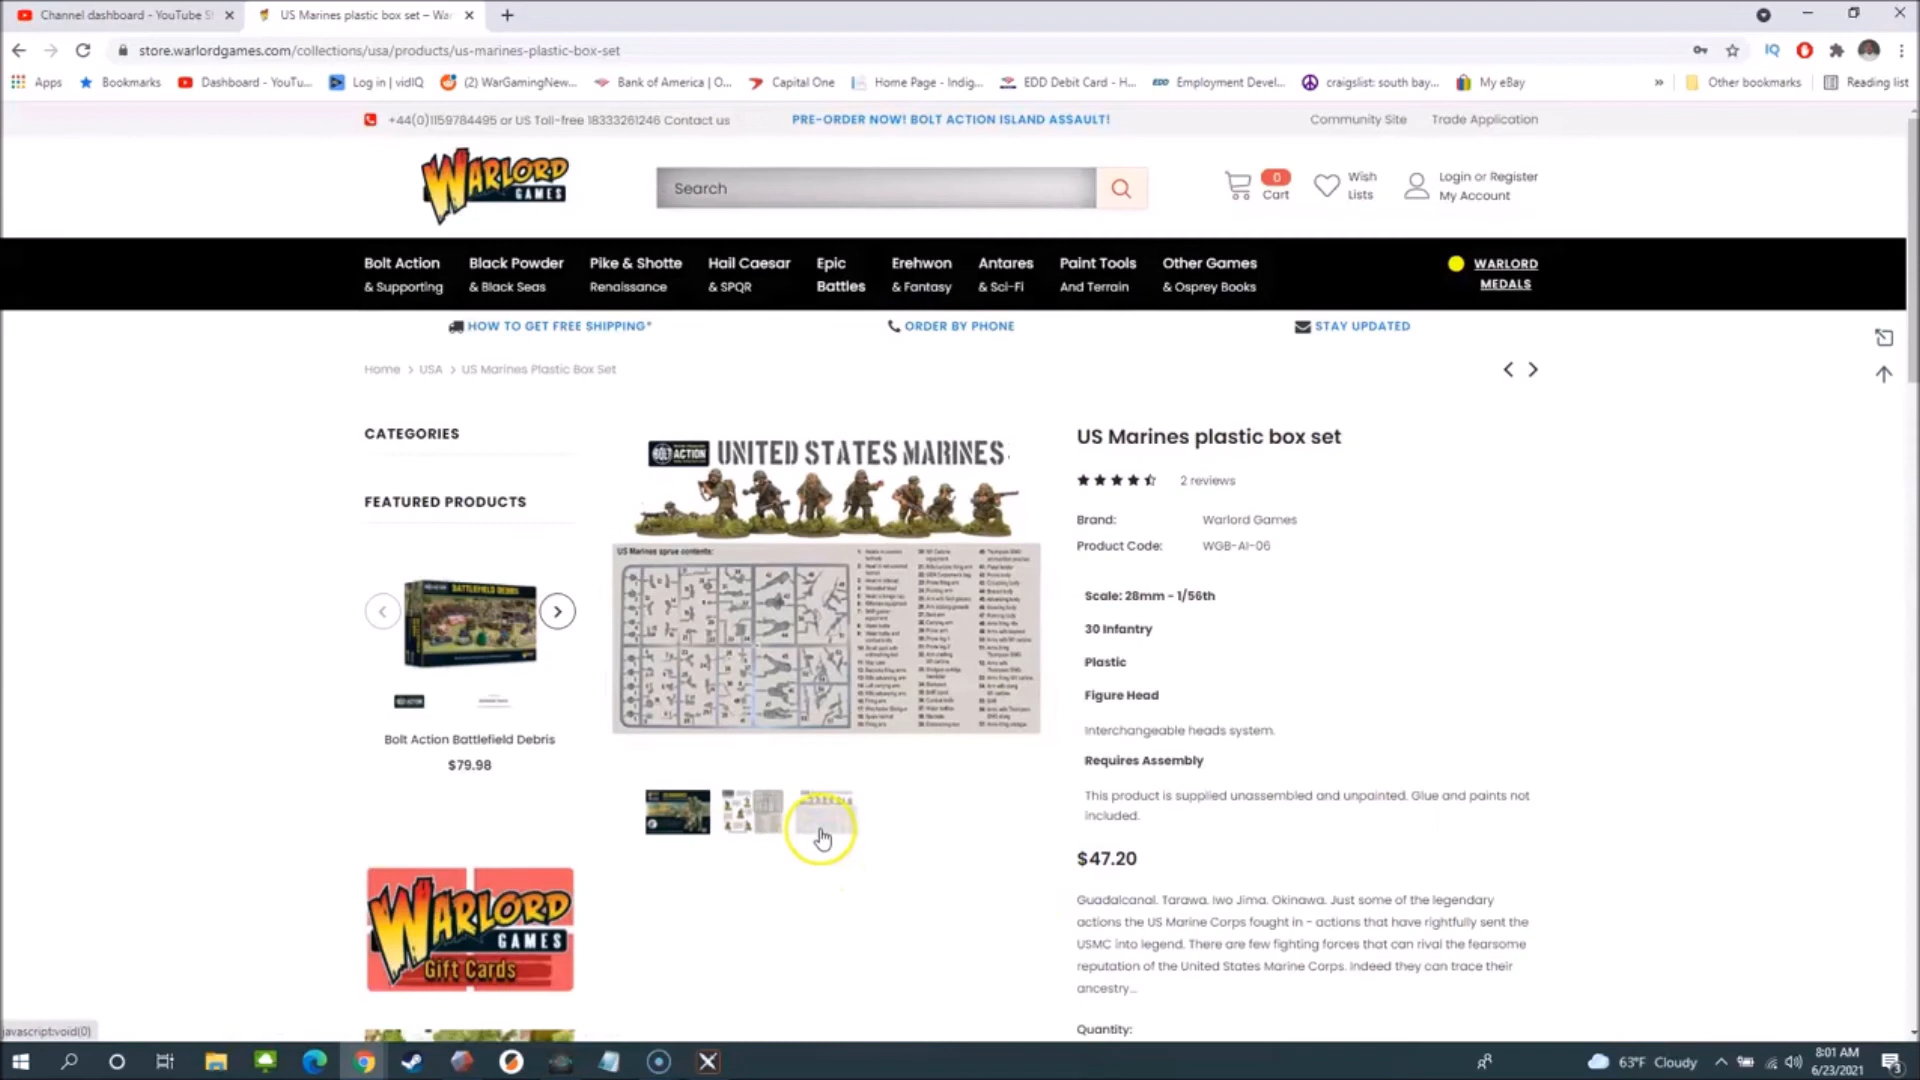 Channel dashboard - YouTube S
US Marines plastic box set – Wa
store.warlordgames.com/collections/usa/products/us-marines-plastic-box-set
Apps
Bookmarks
Dashboard - YouTu...
Log in | vidIQ
(2) WarGamingNew...
Bank of America | O...
Capital One
Home Page - Indig...
EDD Debit Card - H...
EDD
Employment Devel...
craigslist: south bay...
My eBay
»
Other bookmarks
Reading list
+44(0)1159784495 or US Toll-free 18333261246 Contact us
PRE-ORDER NOW! BOLT ACTION ISLAND ASSAULT!
Community Site
Trade Application
WARLORD
GAMES
Search
0
Cart
Wish
Lists
Login or Register
My Account
Bolt Action
& Supporting
Black Powder
& Black Seas
Pike & Shotte
Renaissance
Hail Caesar
& SPQR
Epic
Battles
Erehwon
& Fantasy
Antares
& Sci-Fi
Paint Tools
And Terrain
Other Games
& Osprey Books
WARLORD
MEDALS
HOW TO GET FREE SHIPPING*
ORDER BY PHONE
STAY UPDATED
Home > USA > US Marines Plastic Box Set
CATEGORIES
FEATURED PRODUCTS
BATTLEFIELD DEBRIS
Bolt Action Battlefield Debris
$79.98
WARLORD
GAMES
Gift Cards
BOLT ACTION
UNITED STATES MARINES
US Marines sprue contents:
US Marines plastic box set
2 reviews
Brand: Warlord Games
Product Code: WGB-AI-06
Scale: 28mm - 1/56th
30 Infantry
Plastic
Figure Head
Interchangeable heads system.
Requires Assembly
This product is supplied unassembled and unpainted. Glue and paints not
included.
$47.20
Guadalcanal. Tarawa. Iwo Jima. Okinawa. Just some of the legendary
actions the US Marine Corps fought in - actions that have rightfully sent the
USMC into legend. There are few fighting forces that can rival the fearsome
reputation of the United States Marine Corps. Indeed they can trace their
ancestry...
Quantity:
javascript:void(0)
63°F Cloudy
8:01 AM
6/23/2021
3